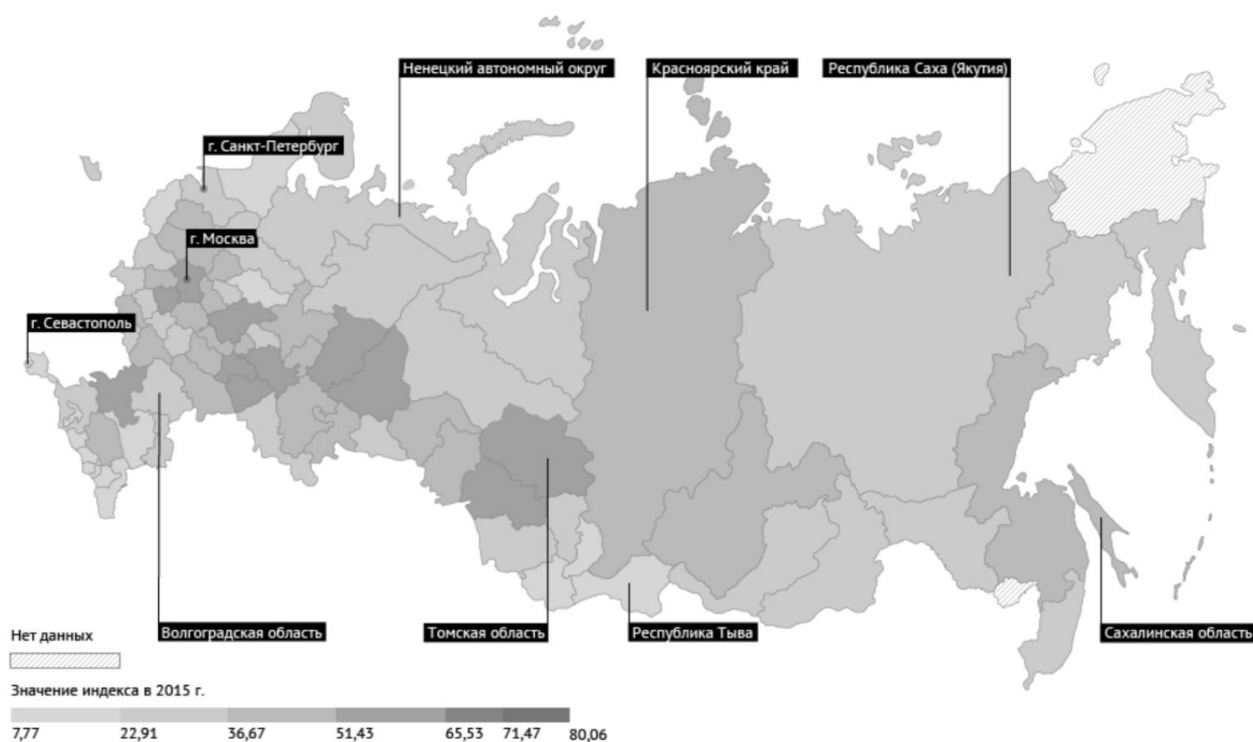 Ненецкий автономный округ
Красноярский край
Республика Саха (Якутия)
г. Санкт-Петербург
г. Москва
г. Севастополь
Волгоградская область
Томская область
Республика Тыва
Сахалинская область
Нет данных
Значение индекса в 2015 г.
7,77 22,91 36,67 51,43 65,53 71,47 80,06